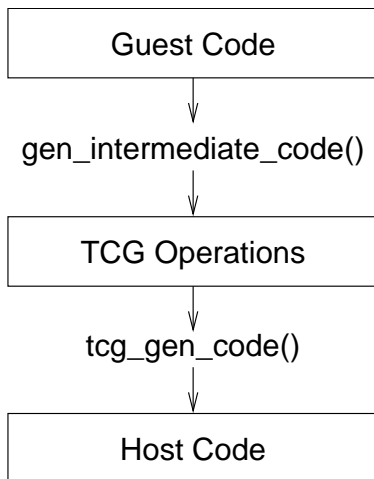 Guest Code
gen_intermediate_code()
TCG Operations
tcg_gen_code()
Host Code